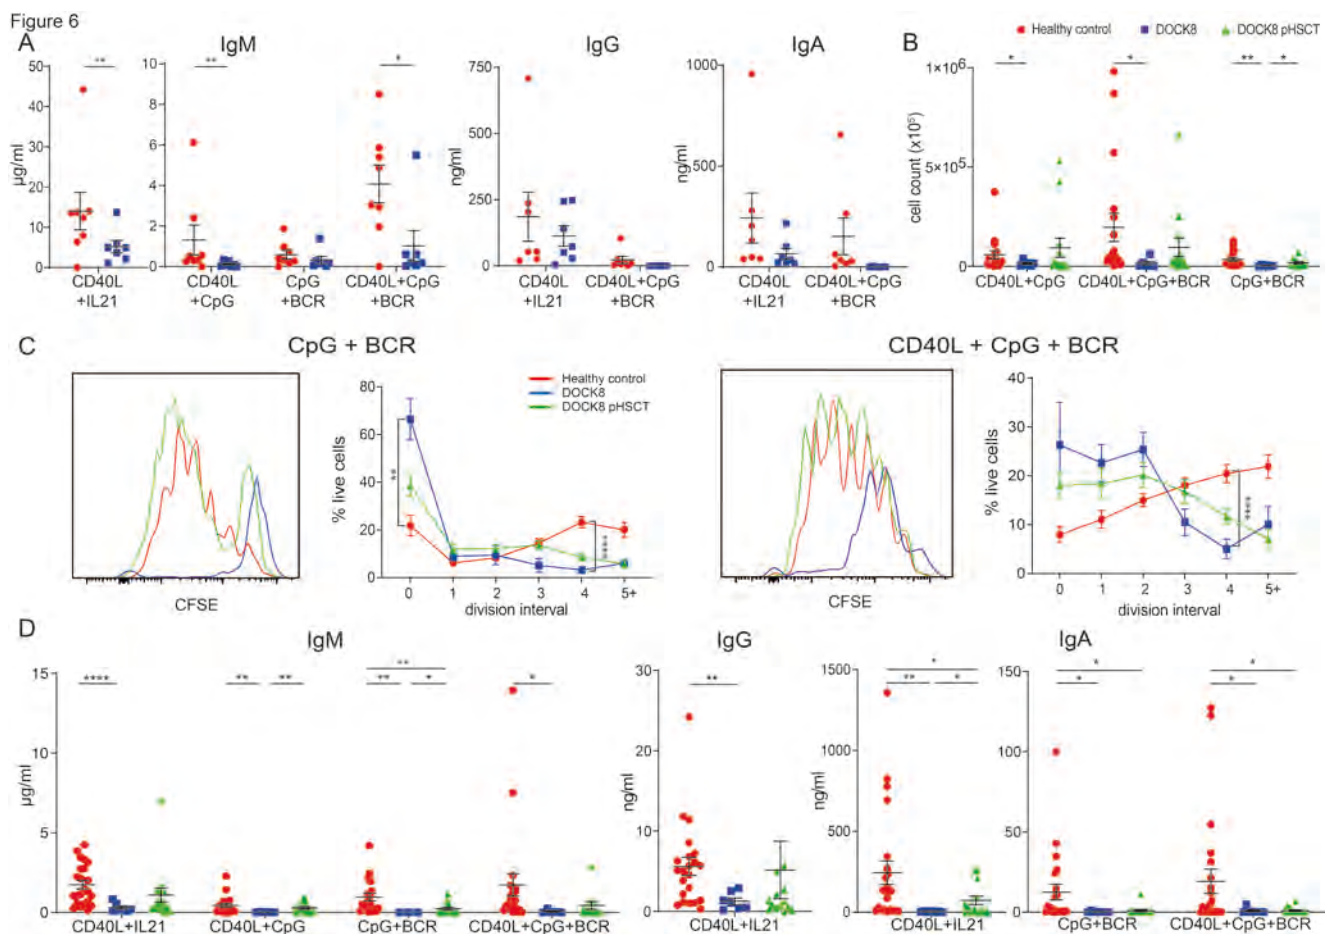 Figure 6
A
IgM
IgG
IgA
B
Healthy control
DOCK8
DOCK8 pHSCT
50
40
30
20
10
0
µg/ml
**
CD40L
+IL21
10
8
6
4
2
0
**
*
CD40L
+CpG
CpG
+BCR
CD40L+CpG
+BCR
750
500
250
0
ng/ml
CD40L
+IL21
CD40L+CpG
+BCR
1000
500
0
ng/ml
CD40L
+IL21
CD40L+CpG
+BCR
1×10⁶
5×10⁵
0
cell count (x10⁵)
*
*
**
*
CD40L+CpG
CD40L+CpG+BCR
CpG+BCR
C
CpG + BCR
CD40L + CpG + BCR
CFSE
80
60
40
20
0
% live cells
**
****
Healthy control
DOCK8
DOCK8 pHSCT
0 1 2 3 4 5+
division interval
CFSE
40
30
20
10
0
% live cells
****
0 1 2 3 4 5+
division interval
D
IgM
IgG
IgA
15
10
5
0
µg/ml
****
**
**
**
**
*
*
CD40L+IL21
CD40L+CpG
CpG+BCR
CD40L+CpG+BCR
30
20
10
0
ng/ml
**
CD40L+IL21
1500
1000
500
0
ng/ml
*
**
*
CD40L+IL21
150
100
50
0
*
*
*
*
CpG+BCR
CD40L+CpG+BCR